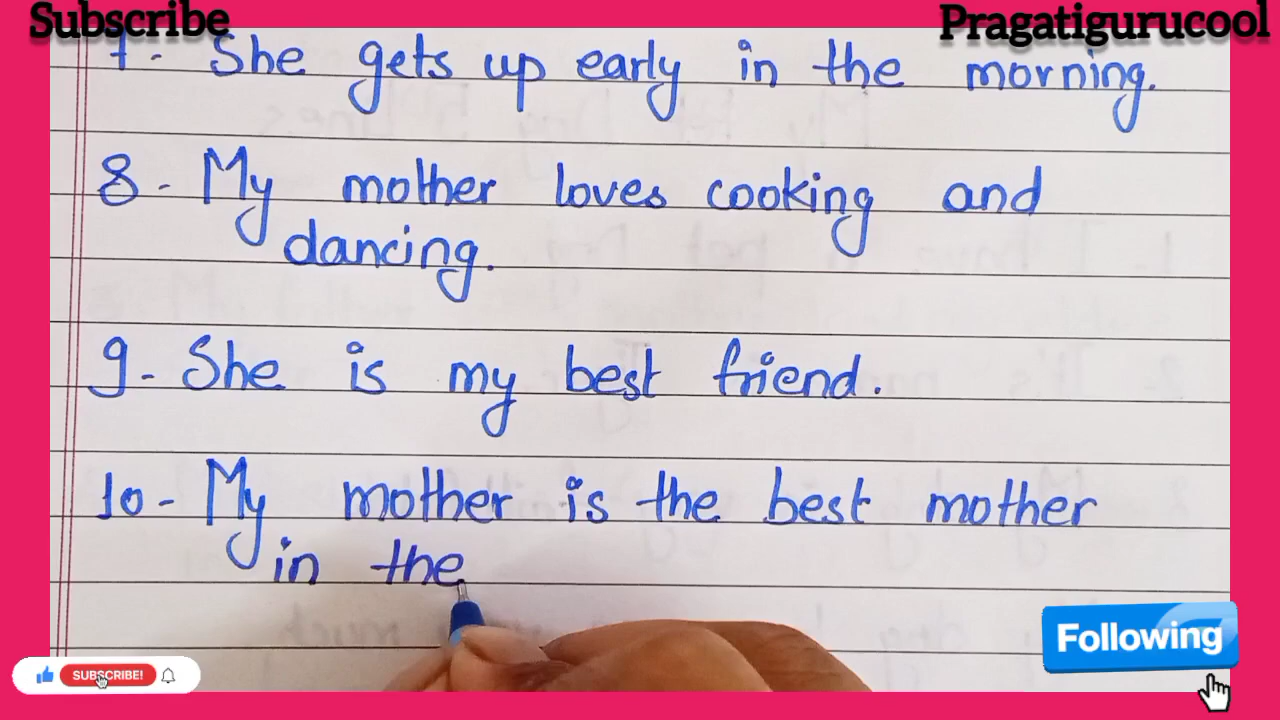 Subscribe
Pragatigurucool
7. She gets up early in the morning.
8 - My mother loves cooking and
dancing.
9 - She is my best friend.
10 - My mother is the best mother
in the
Following
SUBSCRIBE!